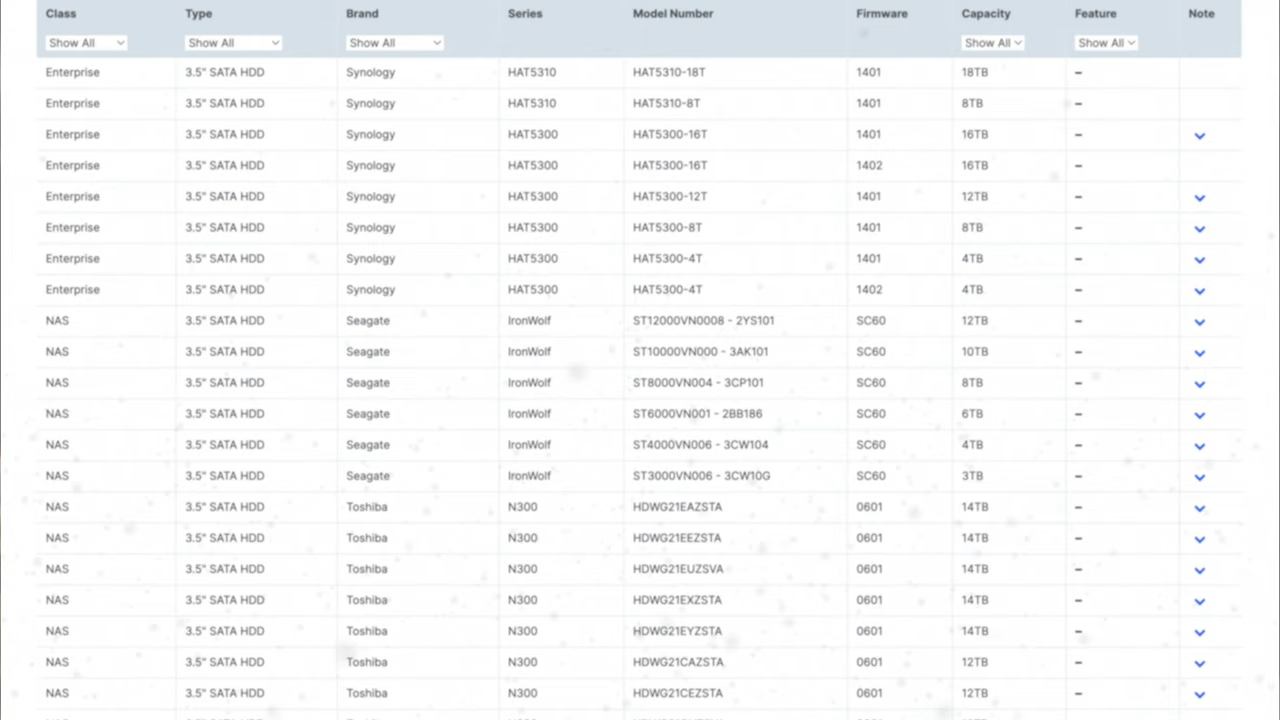 Class Type Brand Series Model Number Firmware Capacity Feature Note
Show All Show All Show All Show All Show All
Enterprise 3.5" SATA HDD Synology HAT5310 HAT5310-18T 1401 18TB –
Enterprise 3.5" SATA HDD Synology HAT5310 HAT5310-8T 1401 8TB –
Enterprise 3.5" SATA HDD Synology HAT5300 HAT5300-16T 1401 16TB –
Enterprise 3.5" SATA HDD Synology HAT5300 HAT5300-16T 1402 16TB –
Enterprise 3.5" SATA HDD Synology HAT5300 HAT5300-12T 1401 12TB –
Enterprise 3.5" SATA HDD Synology HAT5300 HAT5300-8T 1401 8TB –
Enterprise 3.5" SATA HDD Synology HAT5300 HAT5300-4T 1401 4TB –
Enterprise 3.5" SATA HDD Synology HAT5300 HAT5300-4T 1402 4TB –
NAS 3.5" SATA HDD Seagate IronWolf ST12000VN0008 - 2YS101 SC60 12TB –
NAS 3.5" SATA HDD Seagate IronWolf ST10000VN000 - 3AK101 SC60 10TB –
NAS 3.5" SATA HDD Seagate IronWolf ST8000VN004 - 3CP101 SC60 8TB –
NAS 3.5" SATA HDD Seagate IronWolf ST6000VN001 - 2BB186 SC60 6TB –
NAS 3.5" SATA HDD Seagate IronWolf ST4000VN006 - 3CW104 SC60 4TB –
NAS 3.5" SATA HDD Seagate IronWolf ST3000VN006 - 3CW10G SC60 3TB –
NAS 3.5" SATA HDD Toshiba N300 HDWG21EAZSTA 0601 14TB –
NAS 3.5" SATA HDD Toshiba N300 HDWG21EEZSTA 0601 14TB –
NAS 3.5" SATA HDD Toshiba N300 HDWG21EUZSVA 0601 14TB –
NAS 3.5" SATA HDD Toshiba N300 HDWG21EXZSTA 0601 14TB –
NAS 3.5" SATA HDD Toshiba N300 HDWG21EYZSTA 0601 14TB –
NAS 3.5" SATA HDD Toshiba N300 HDWG21CAZSTA 0601 12TB –
NAS 3.5" SATA HDD Toshiba N300 HDWG21CEZSTA 0601 12TB –